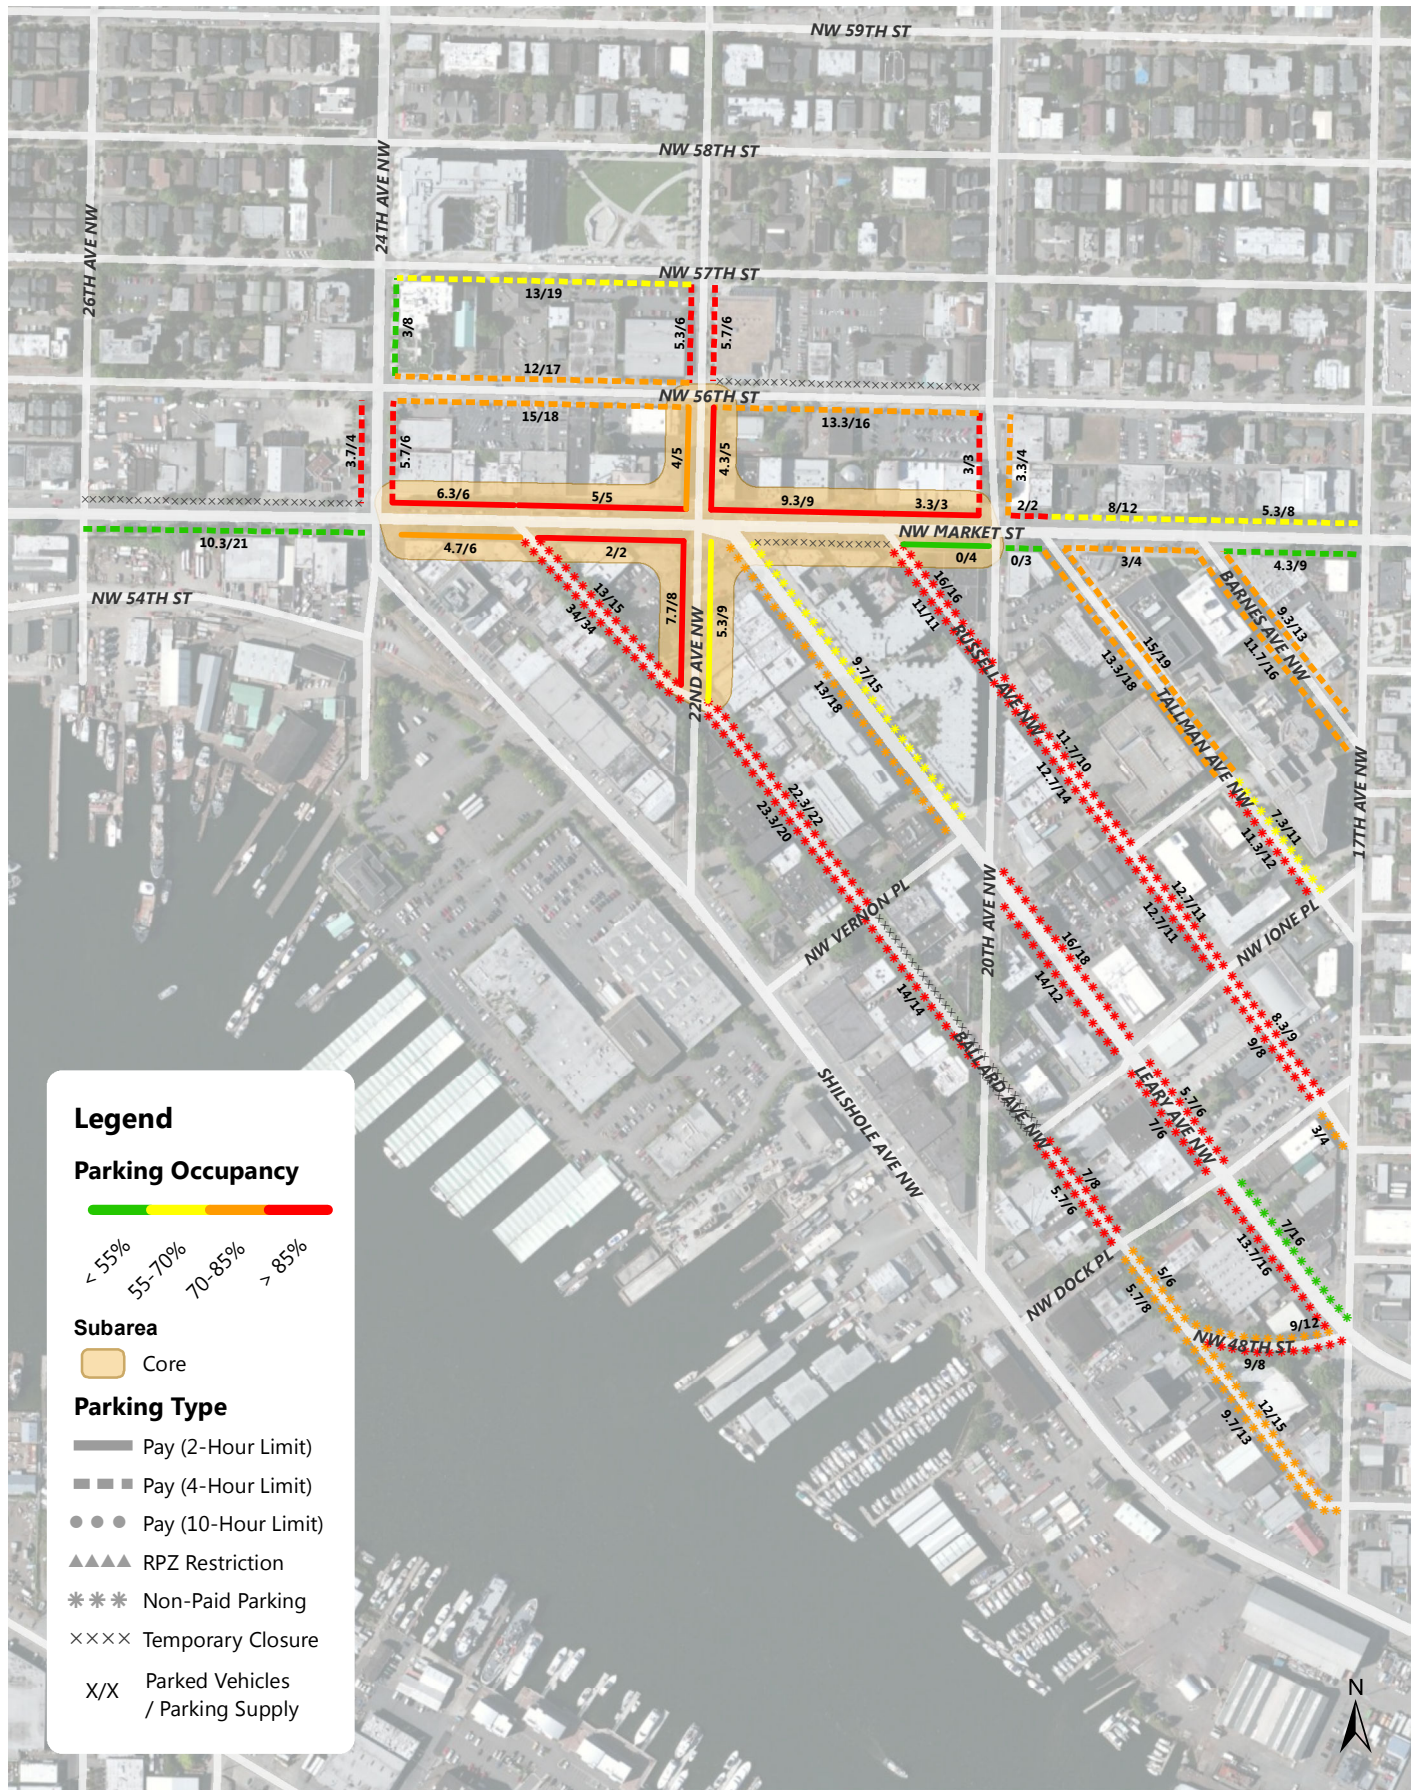 NW 59TH ST
NW 58TH ST
24TH AVE NW
26TH AVE NW
NW 57TH ST
13/19
3/8
5.3/6
5.7/6
12/17
NW 56TH ST
15/18
13.3/16
3.7/4
5.7/6
4/5
4.3/5
3/3
3.3/4
6.3/6
5/5
9.3/9
3.3/3
2/2
8/12
5.3/8
NW MARKET ST
10.3/21
4.7/6
2/2
0/4
0/3
3/4
4.3/9
NW 54TH ST
13/15
34/34
7.7/8
5.3/9
22ND AVE NW
16/16
11/11
RUSSELL AVE NW
BARNES AVE NW
9.3/13
11.7/16
15/19
13.3/18
TALLMAN AVE NW
9.7/15
13/18
11.7/10
12.7/14
22.3/22
23.3/20
7.3/11
11.3/12
17TH AVE NW
NW VERNON PL
20TH AVE NW
12.7/11
12.7/11
NW IONE PL
16/18
14/12
14/14
8.3/9
9/8
BALLARD AVE NW
SHILSHOLE AVE NW
LEARY AVE NW
5.7/6
7/6
3/4
7/8
5.7/6
7/16
13.7/16
NW DOCK PL
5/6
5.7/8
9/12
NW 48TH ST
9/8
12/15
9.7/13
Legend
Parking Occupancy
< 55%
55-70%
70-85%
> 85%
Subarea
Core
Parking Type
Pay (2-Hour Limit)
Pay (4-Hour Limit)
Pay (10-Hour Limit)
RPZ Restriction
Non-Paid Parking
Temporary Closure
X/X
Parked Vehicles
/ Parking Supply
N